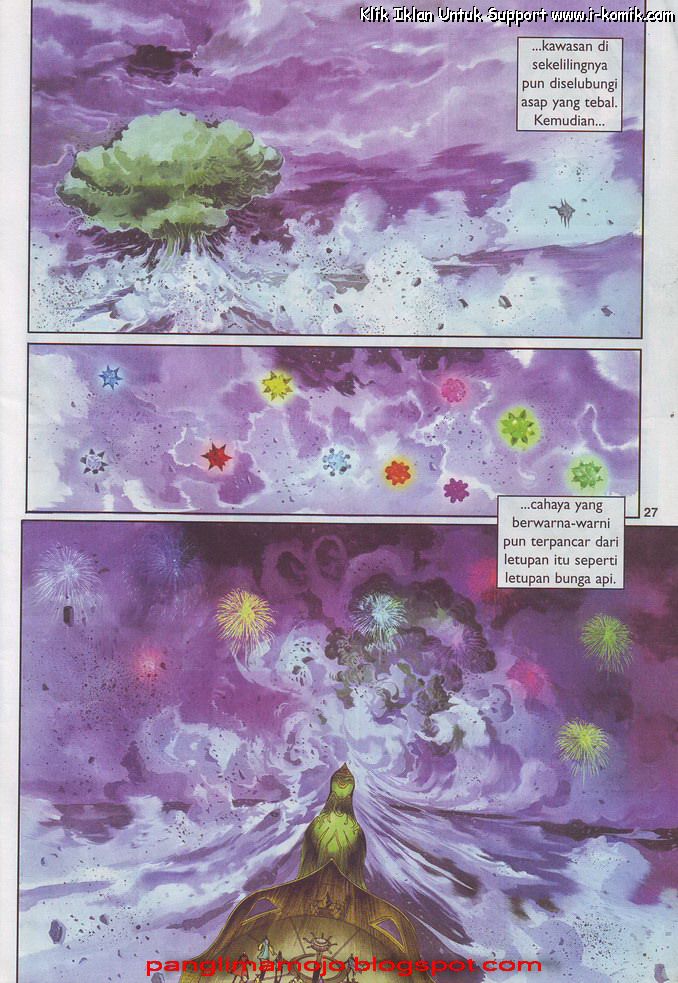 Klik Iklan Untuk Support www.i-komik.com
...kawasan di
sekelilingnya
pun diselubungi
asap yang tebal.
Kemudian...
27
...cahaya yang
berwarna-warni
pun terpancar dari
letupan itu seperti
letupan bunga api.
panglimamojo.blogspot.com